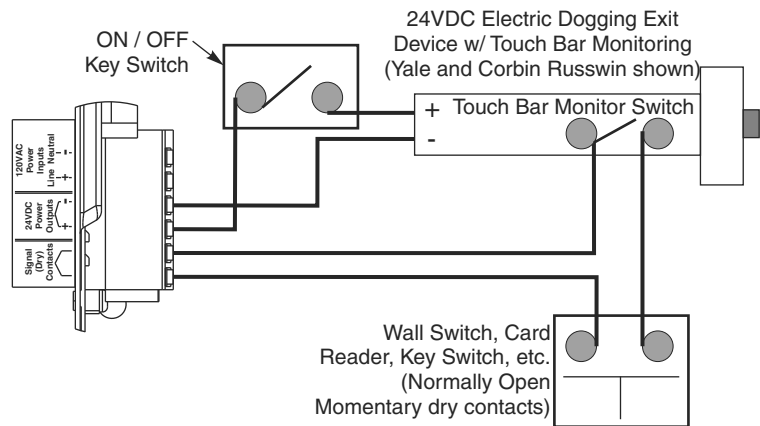 24VDC Electric Dogging Exit
Device w/ Touch Bar Monitoring
(Yale and Corbin Russwin shown)
ON / OFF
Key Switch
+ Touch Bar Monitor Switch
-
120VAC
Power
Inputs
Line Neutral
+ -
24VDC
Power
Outputs
+ -
Signal
(Dry)
Contacts
Wall Switch, Card
Reader, Key Switch, etc.
(Normally Open
Momentary dry contacts)